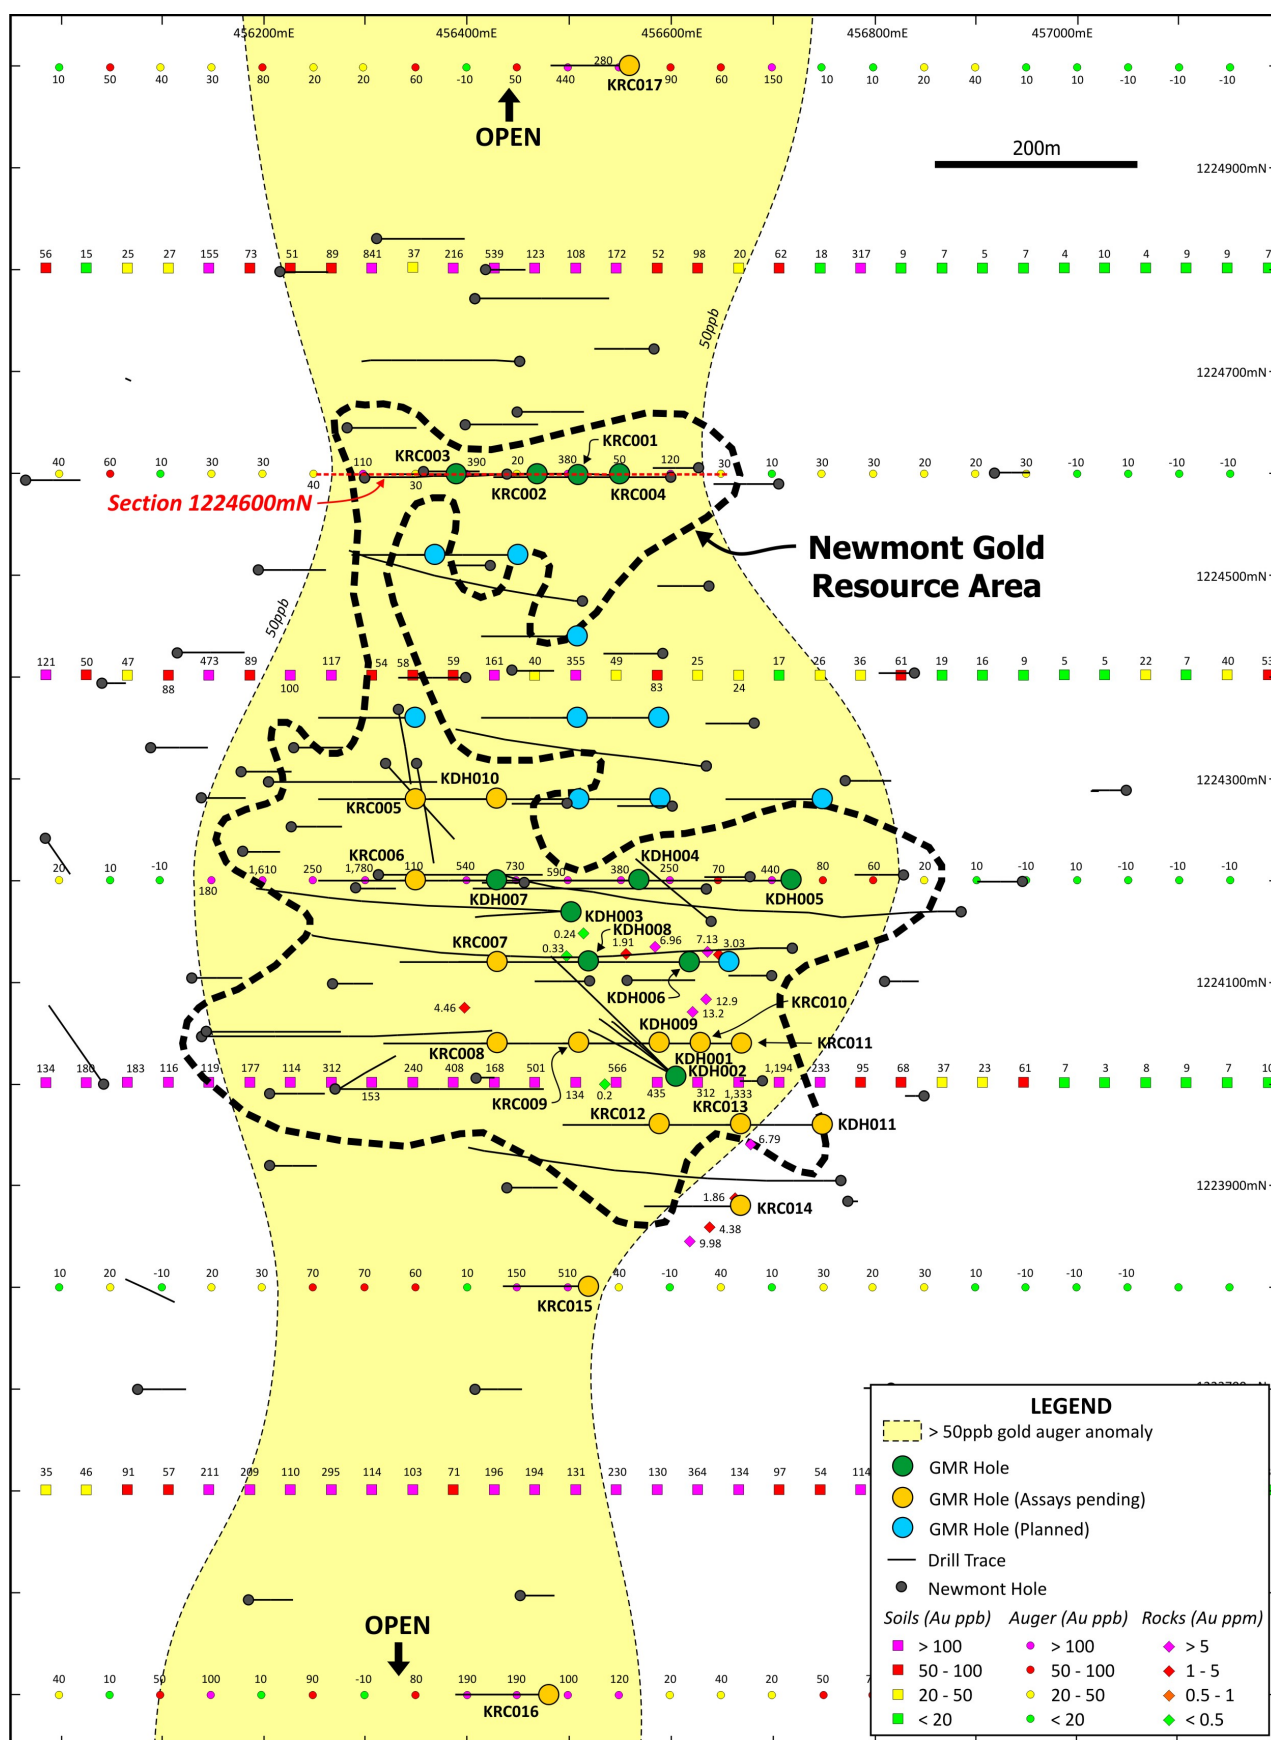 456200mE 456400mE 456600mE 456800mE 457000mE
10 50 40 30 80 20 20 60 -10 50 440 280 90 60 150 10 10 20 40 10 10 -10 -10 -10
KRC017
OPEN
200m
1224900mN
56 15 25 27 155 73 51 89 841 37 216 539 123 108 172 52 98 20 62 18 317 9 7 5 7 4 10 4 9 9 7
50ppb
1224700mN
KRC001
KRC003
40 60 10 30 30 40 110 30 390 20 380 50 120 30 10 30 30 20 20 30 -10 10 -10 -10
KRC002 KRC004
Section 1224600mN
Newmont Gold
Resource Area
1224500mN
50ppb
121 50 47 88 473 89 100 117 54 58 59 161 40 355 49 83 25 24 17 26 36 61 19 16 9 5 5 22 7 40 53
KDH010
1224300mN
KRC005
KRC006 KDH004
20 10 -10 180 1,610 250 1,780 110 540 730 590 380 250 70 440 80 60 20 10 -10 -10 -10 -10 -10
KDH007 KDH005
KDH003
KDH008
0.24
0.33 1.91 6.96 7.13 3.03
KRC007
KDH006
KRC010
1224100mN
4.46
12.9
13.2
KDH009
KRC008 KRC011
KDH001
KDH002
134 180 183 116 119 177 114 312 153 240 408 168 501 134 566 435 312 1,333 1,194 233 95 68 37 23 61 7 3 8 9 7 10
KRC009
0.2
KRC012 KRC013
KDH011
6.79
1223900mN
1.86
KRC014
4.38
9.98
10 20 -10 20 30 70 70 60 10 150 510 40 -10 40 10 30 20 30 10 -10 -10 -10
KRC015
35 46 91 57 211 209 110 295 114 103 71 196 194 131 230 130 364 134 97 54 114
OPEN
40 10 50 100 10 90 -10 80 190 190 100 120 20 40 20 50
KRC016
LEGEND
> 50ppb gold auger anomaly
GMR Hole
GMR Hole (Assays pending)
GMR Hole (Planned)
Drill Trace
Newmont Hole
Soils (Au ppb) Auger (Au ppb) Rocks (Au ppm)
> 100 > 100 > 5
50 - 100 50 - 100 1 - 5
20 - 50 20 - 50 0.5 - 1
< 20 < 20 < 0.5